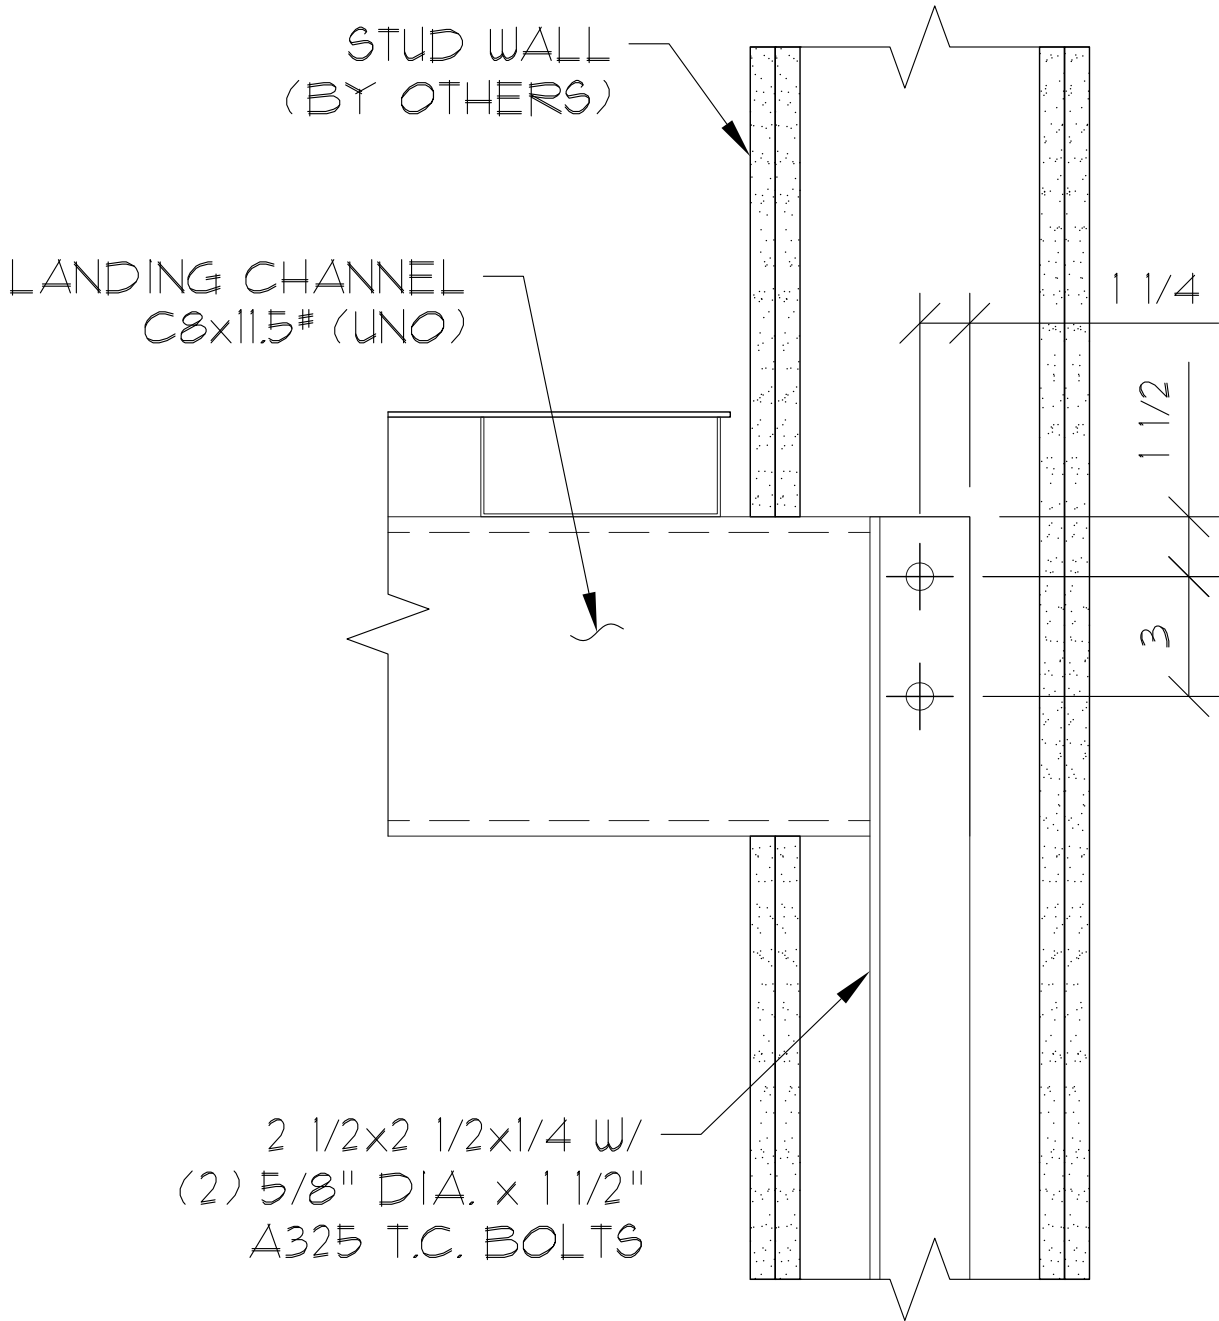 STUD WALL
(BY OTHERS)
LANDING CHANNEL
C8x11.5# (UNO)
1 1/4
1 1/2
3
2 1/2x2 1/2x1/4 W/
(2) 5/8" DIA. x 1 1/2"
A325 T.C. BOLTS